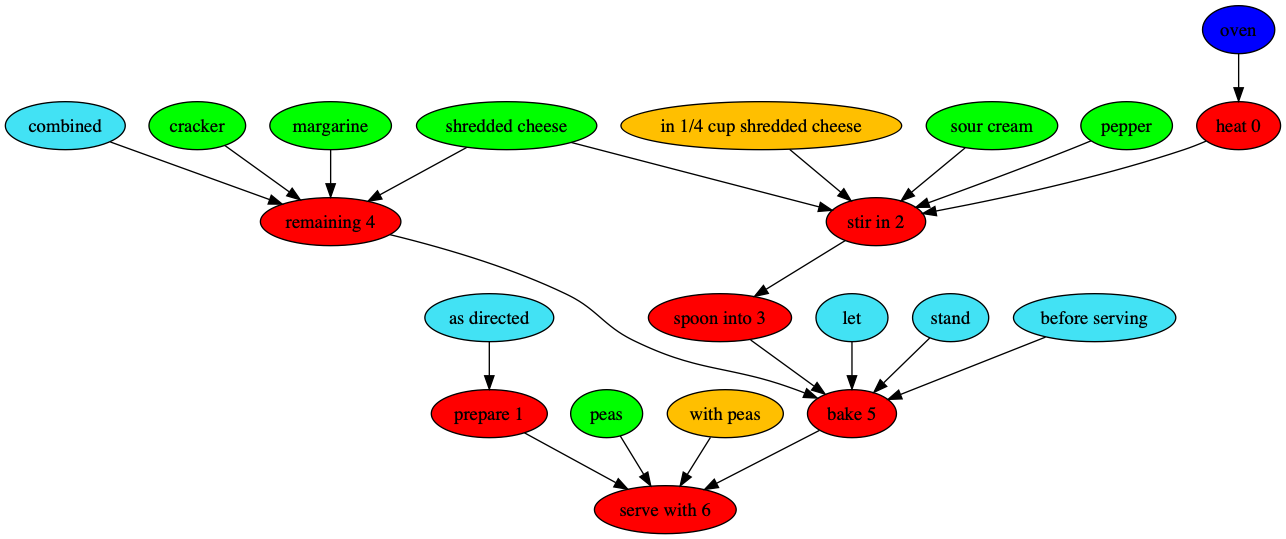 oven
combined
cracker
margarine
shredded cheese
in 1/4 cup shredded cheese
sour cream
pepper
heat 0
remaining 4
stir in 2
as directed
spoon into 3
let
stand
before serving
prepare 1
peas
with peas
bake 5
serve with 6